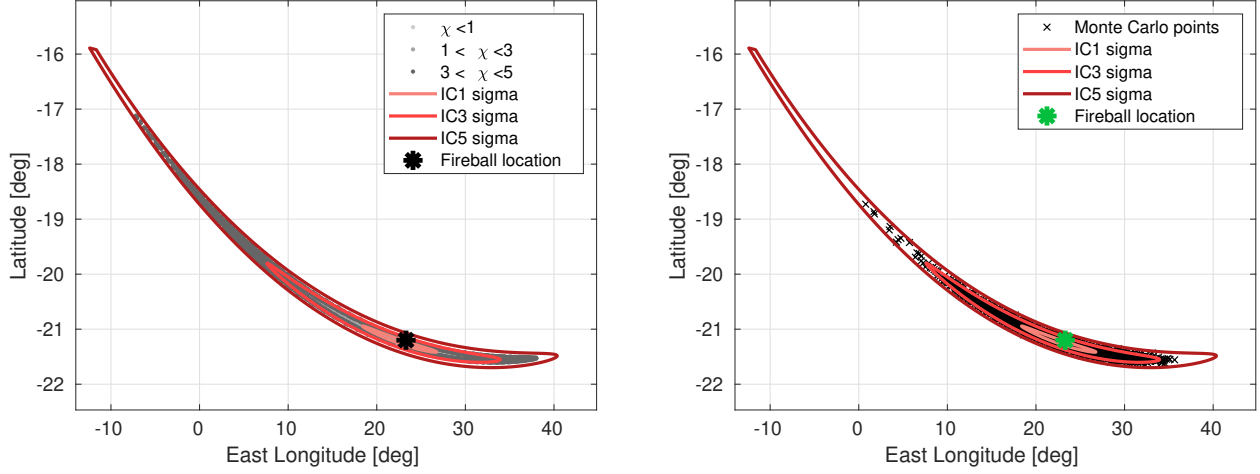 χ <1
1 < χ <3
3 < χ <5
IC1 sigma
IC3 sigma
IC5 sigma
Fireball location
-16
-17
-18
-19
-20
-21
-22
Latitude [deg]
-10 0 10 20 30 40
East Longitude [deg]
Monte Carlo points
IC1 sigma
IC3 sigma
IC5 sigma
Fireball location
-16
-17
-18
-19
-20
-21
-22
Latitude [deg]
-10 0 10 20 30 40
East Longitude [deg]